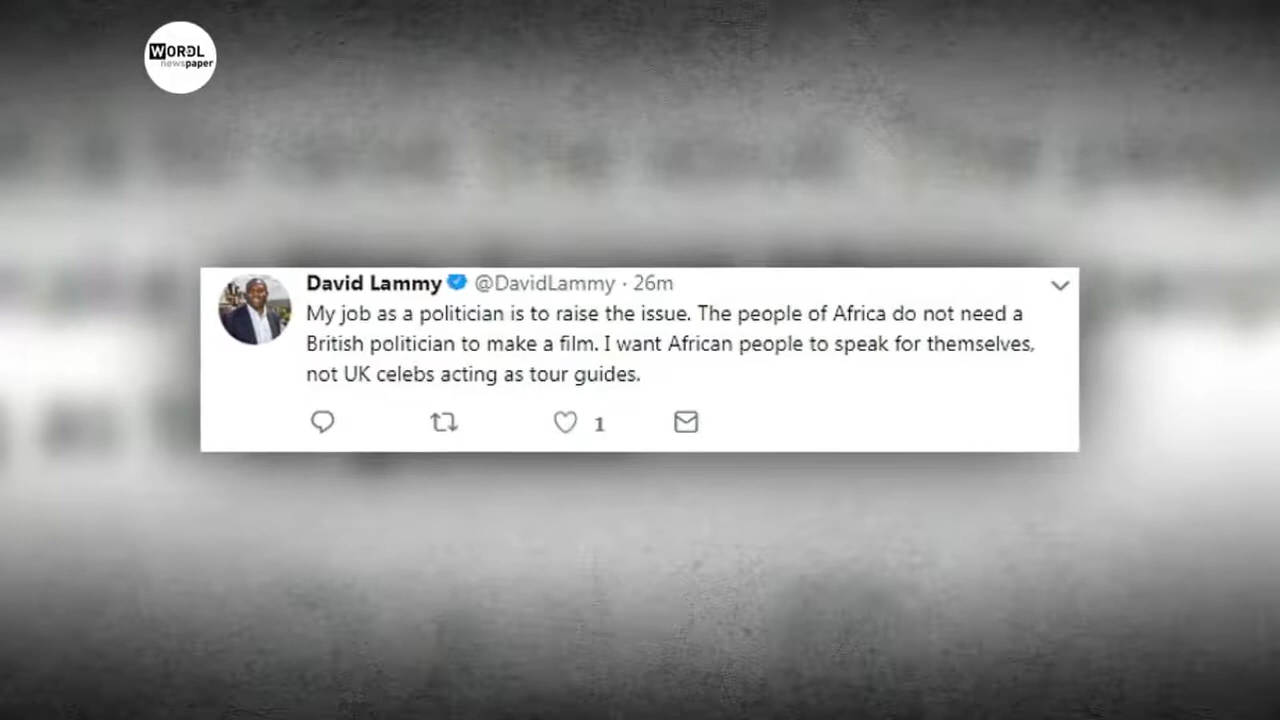 WORDL
newspaper
David Lammy @DavidLammy · 26m
My job as a politician is to raise the issue. The people of Africa do not need a
British politician to make a film. I want African people to speak for themselves,
not UK celebs acting as tour guides.
1